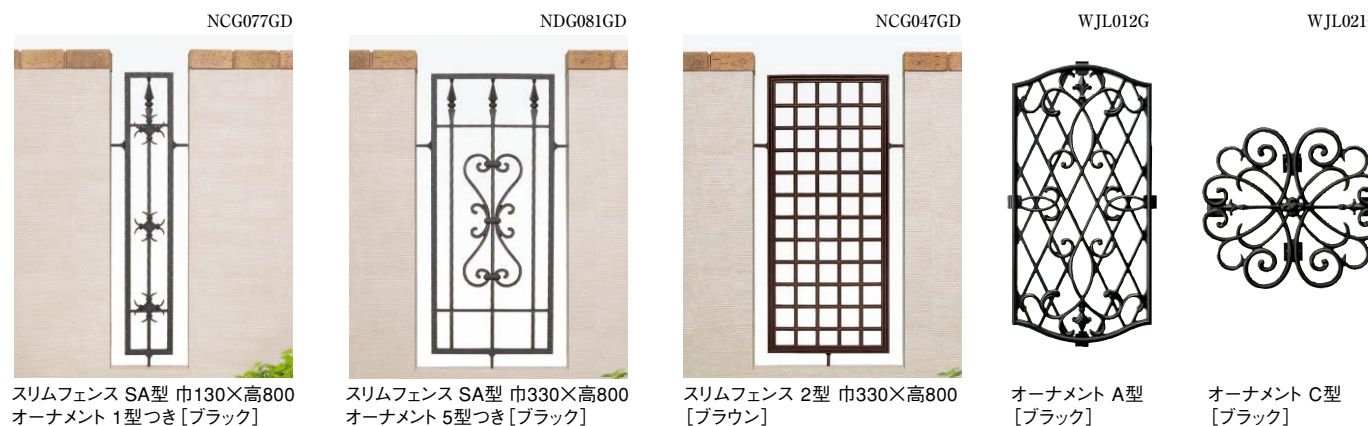 NCG077GD
NDG081GD
NCG047GD
WJL012G
WJL021
スリムフェンス SA型 巾130×高800
オーナメント 1型つき［ブラック］
スリムフェンス SA型 巾330×高800
オーナメント 5型つき［ブラック］
スリムフェンス 2型 巾330×高800
［ブラウン］
オーナメント A型
［ブラック］
オーナメント C型
［ブラック］